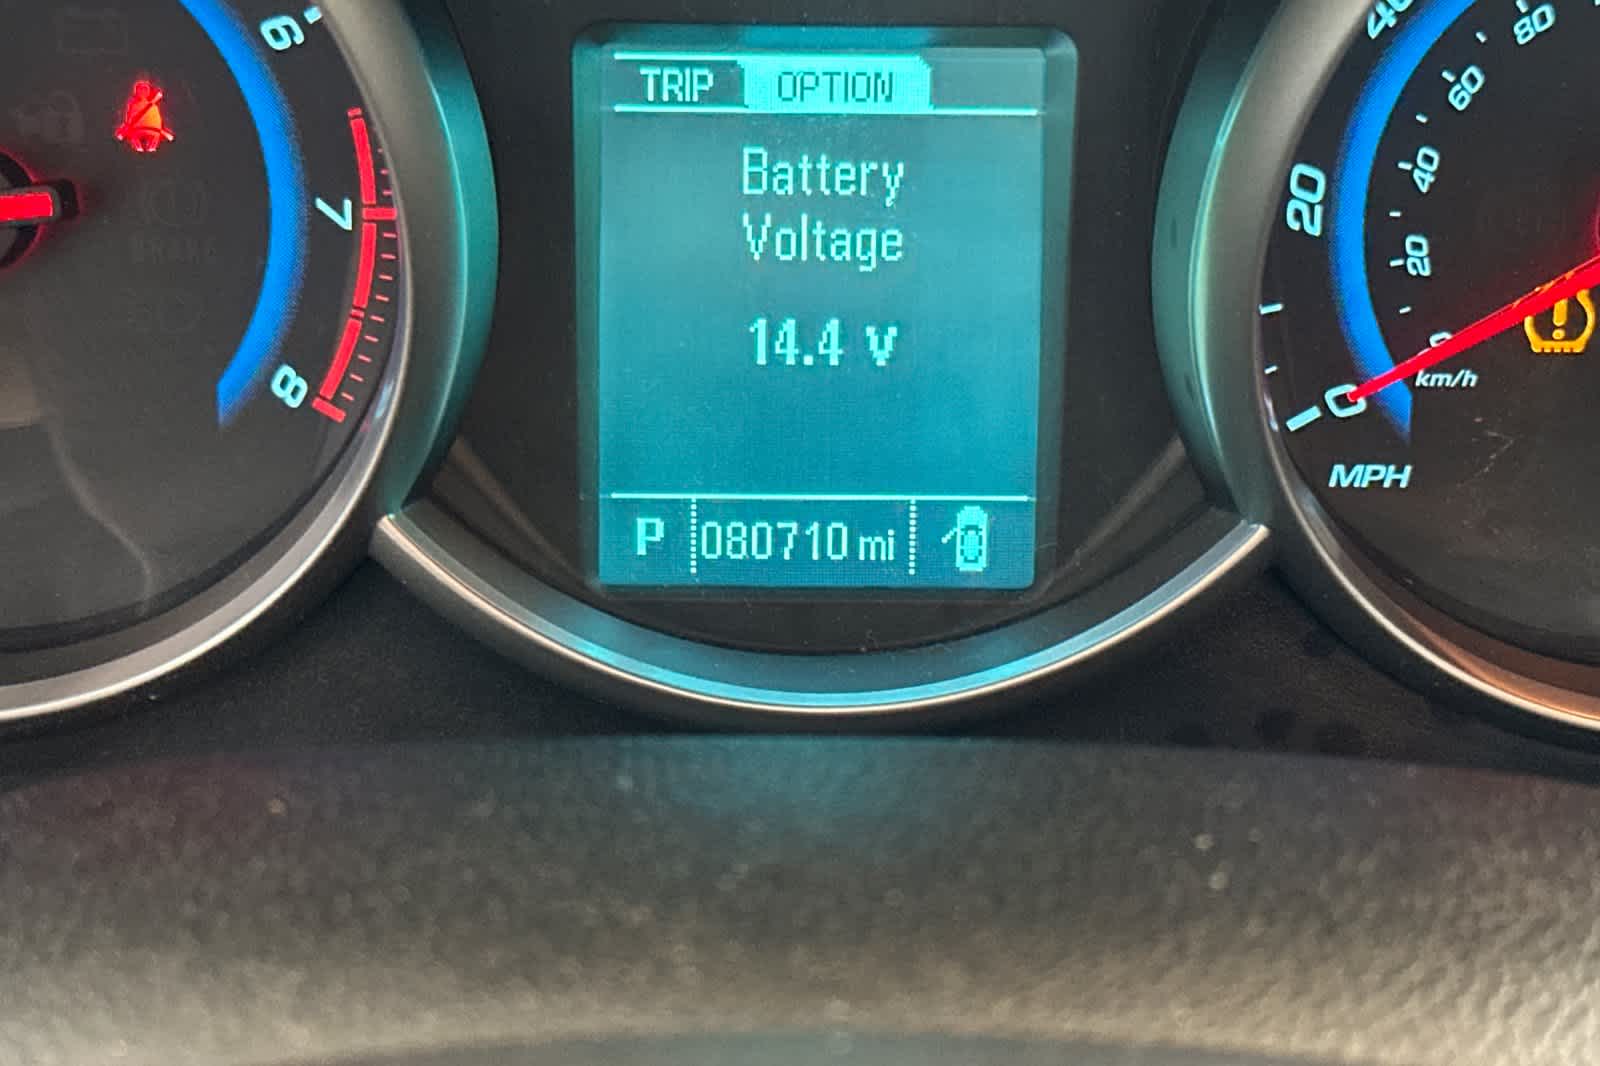 6
7
8
TRIP OPTION
Battery
Voltage
14.4 v
P 080710 mi
40
20
0
80
60
40
20
km/h
MPH
BRAKE